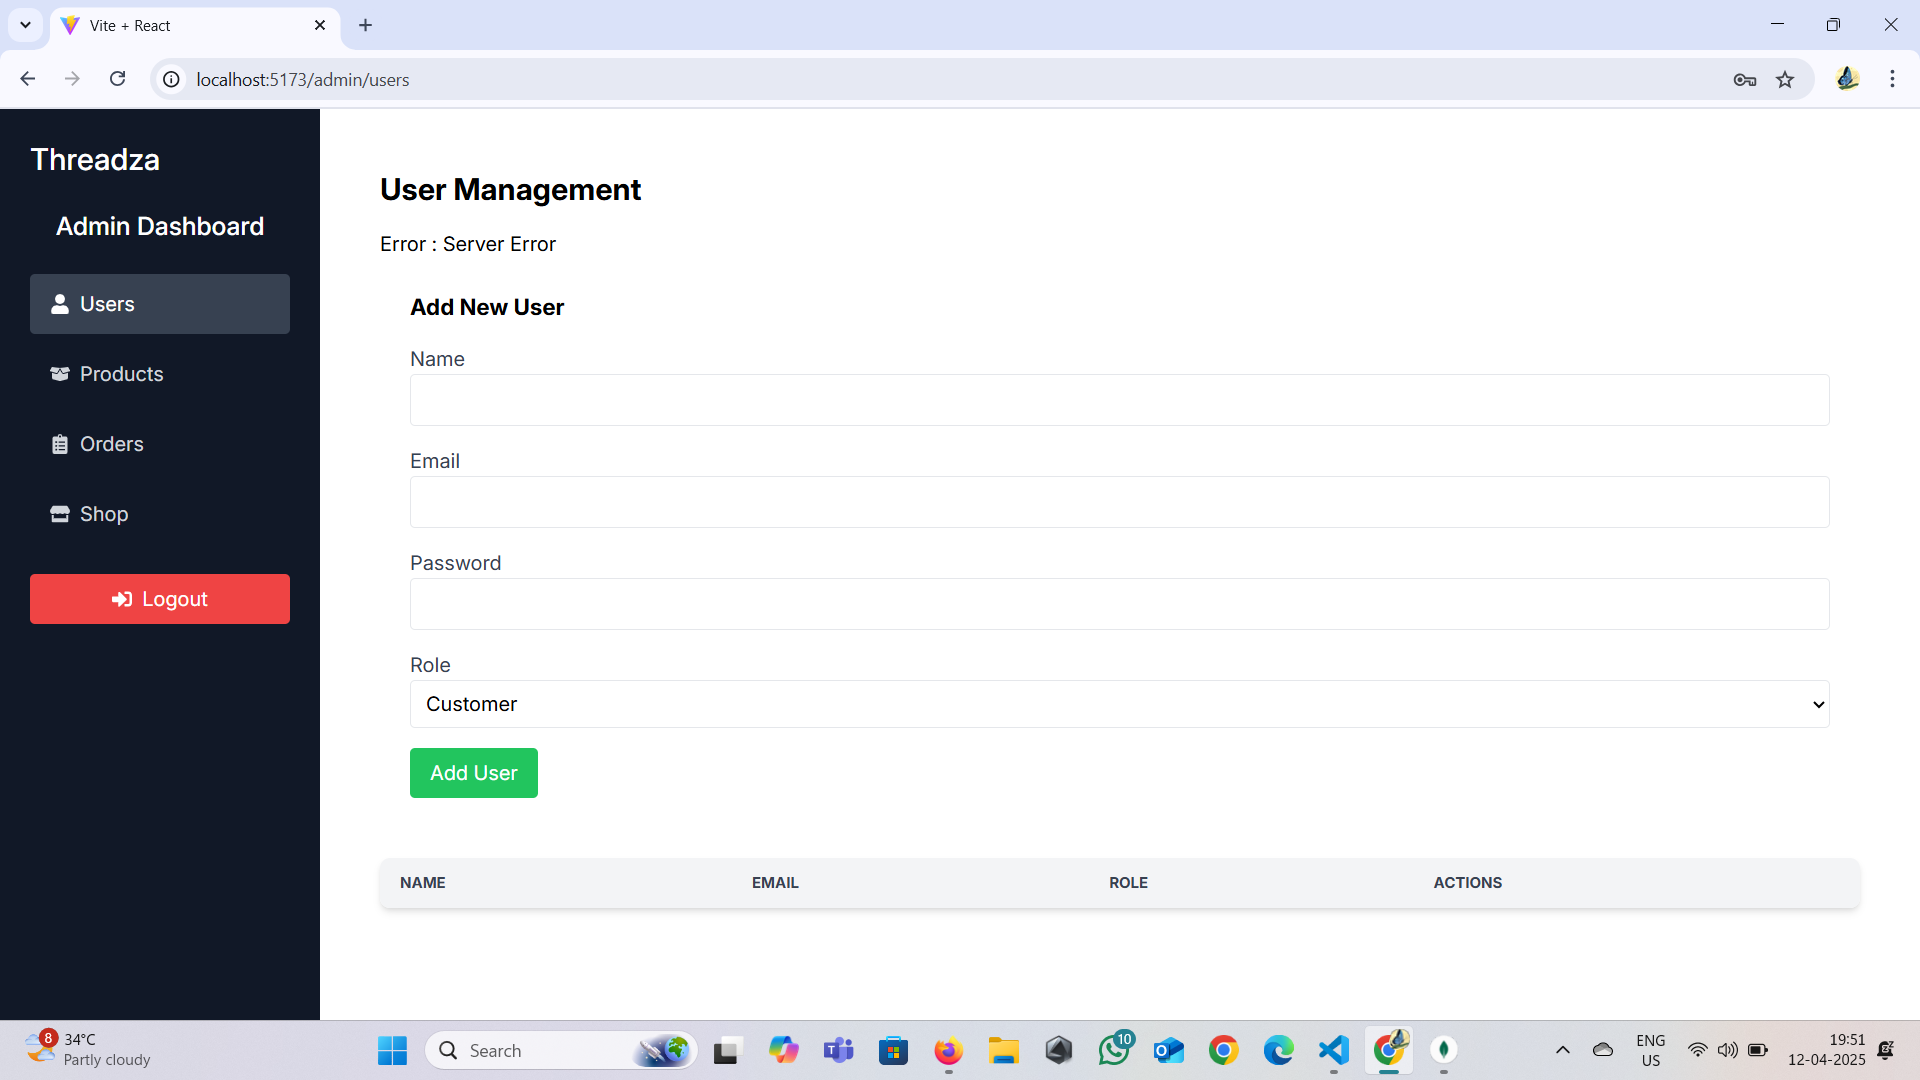 Vite + React
localhost:5173/admin/users
Threadza
Admin Dashboard
Users
Products
Orders
Shop
Logout
User Management
Error : Server Error
Add New User
Name
Email
Password
Role
Customer
Add User
NAME EMAIL ROLE ACTIONS
8
34°C
Partly cloudy
Search
10
ENG
US
19:51
12-04-2025